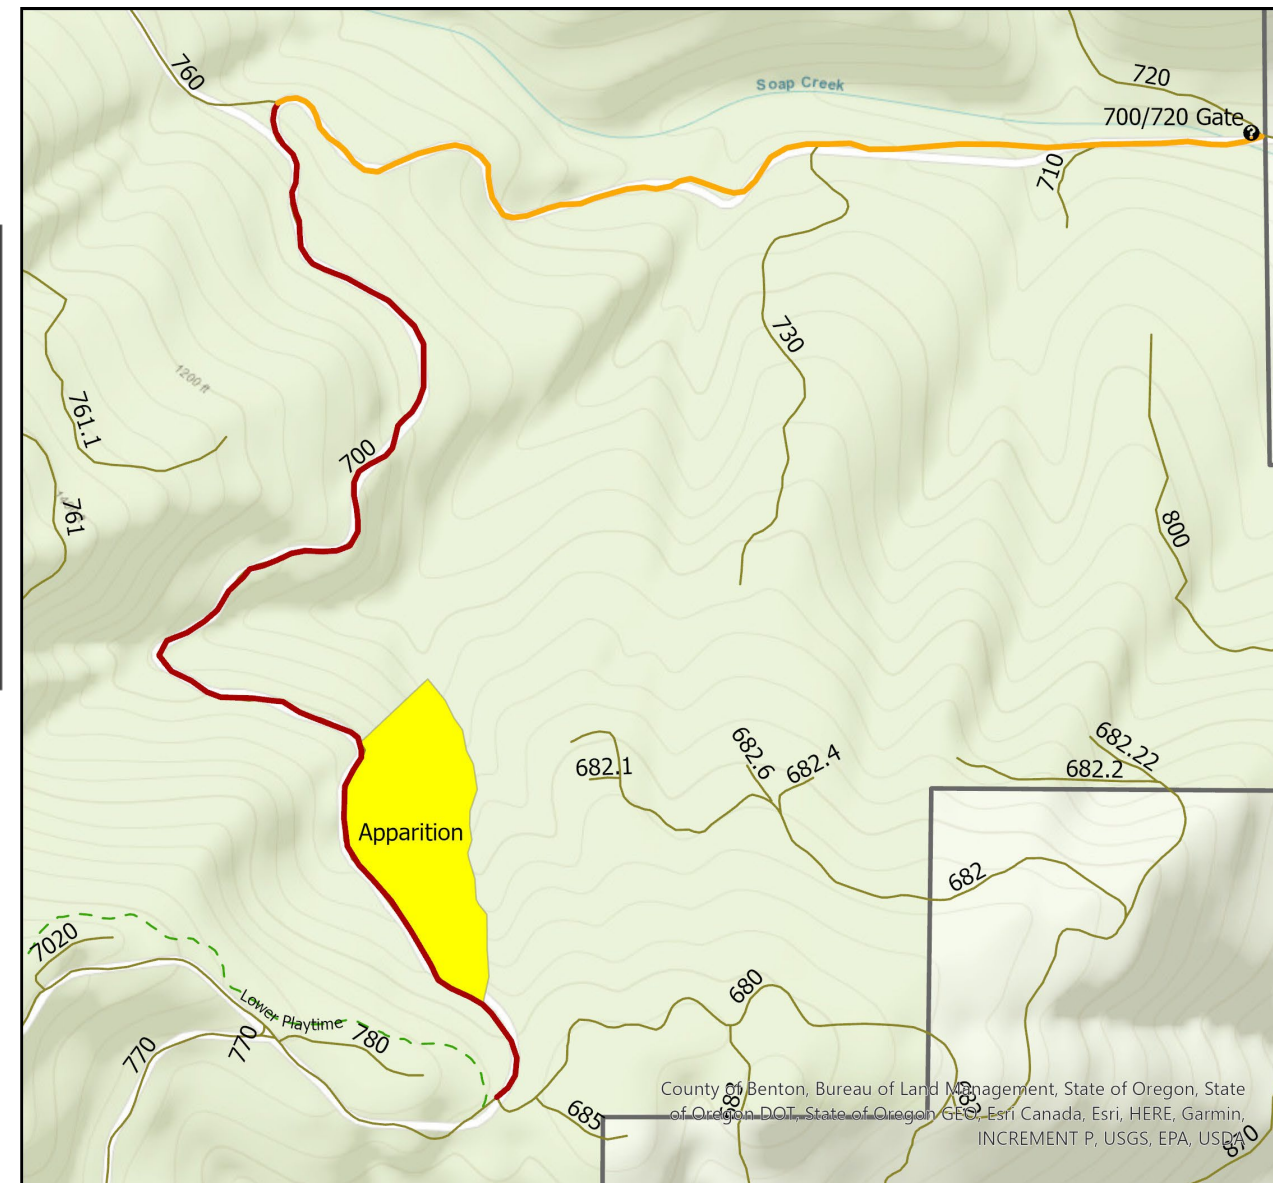 760
Soap Creek
720
700/720 Gate
?
710
730
1200 ft
761.1
700
761
800
682.22
682.6
682.4
682.1
682.2
Apparition
682
7020
680
Lower Playtime
770
770
780
685
County of Benton, Bureau of Land Management, State of Oregon, State
of Oregon DOT, State of Oregon GEO, Esri Canada, Esri, HERE, Garmin,
INCREMENT P, USGS, EPA, USDA
870